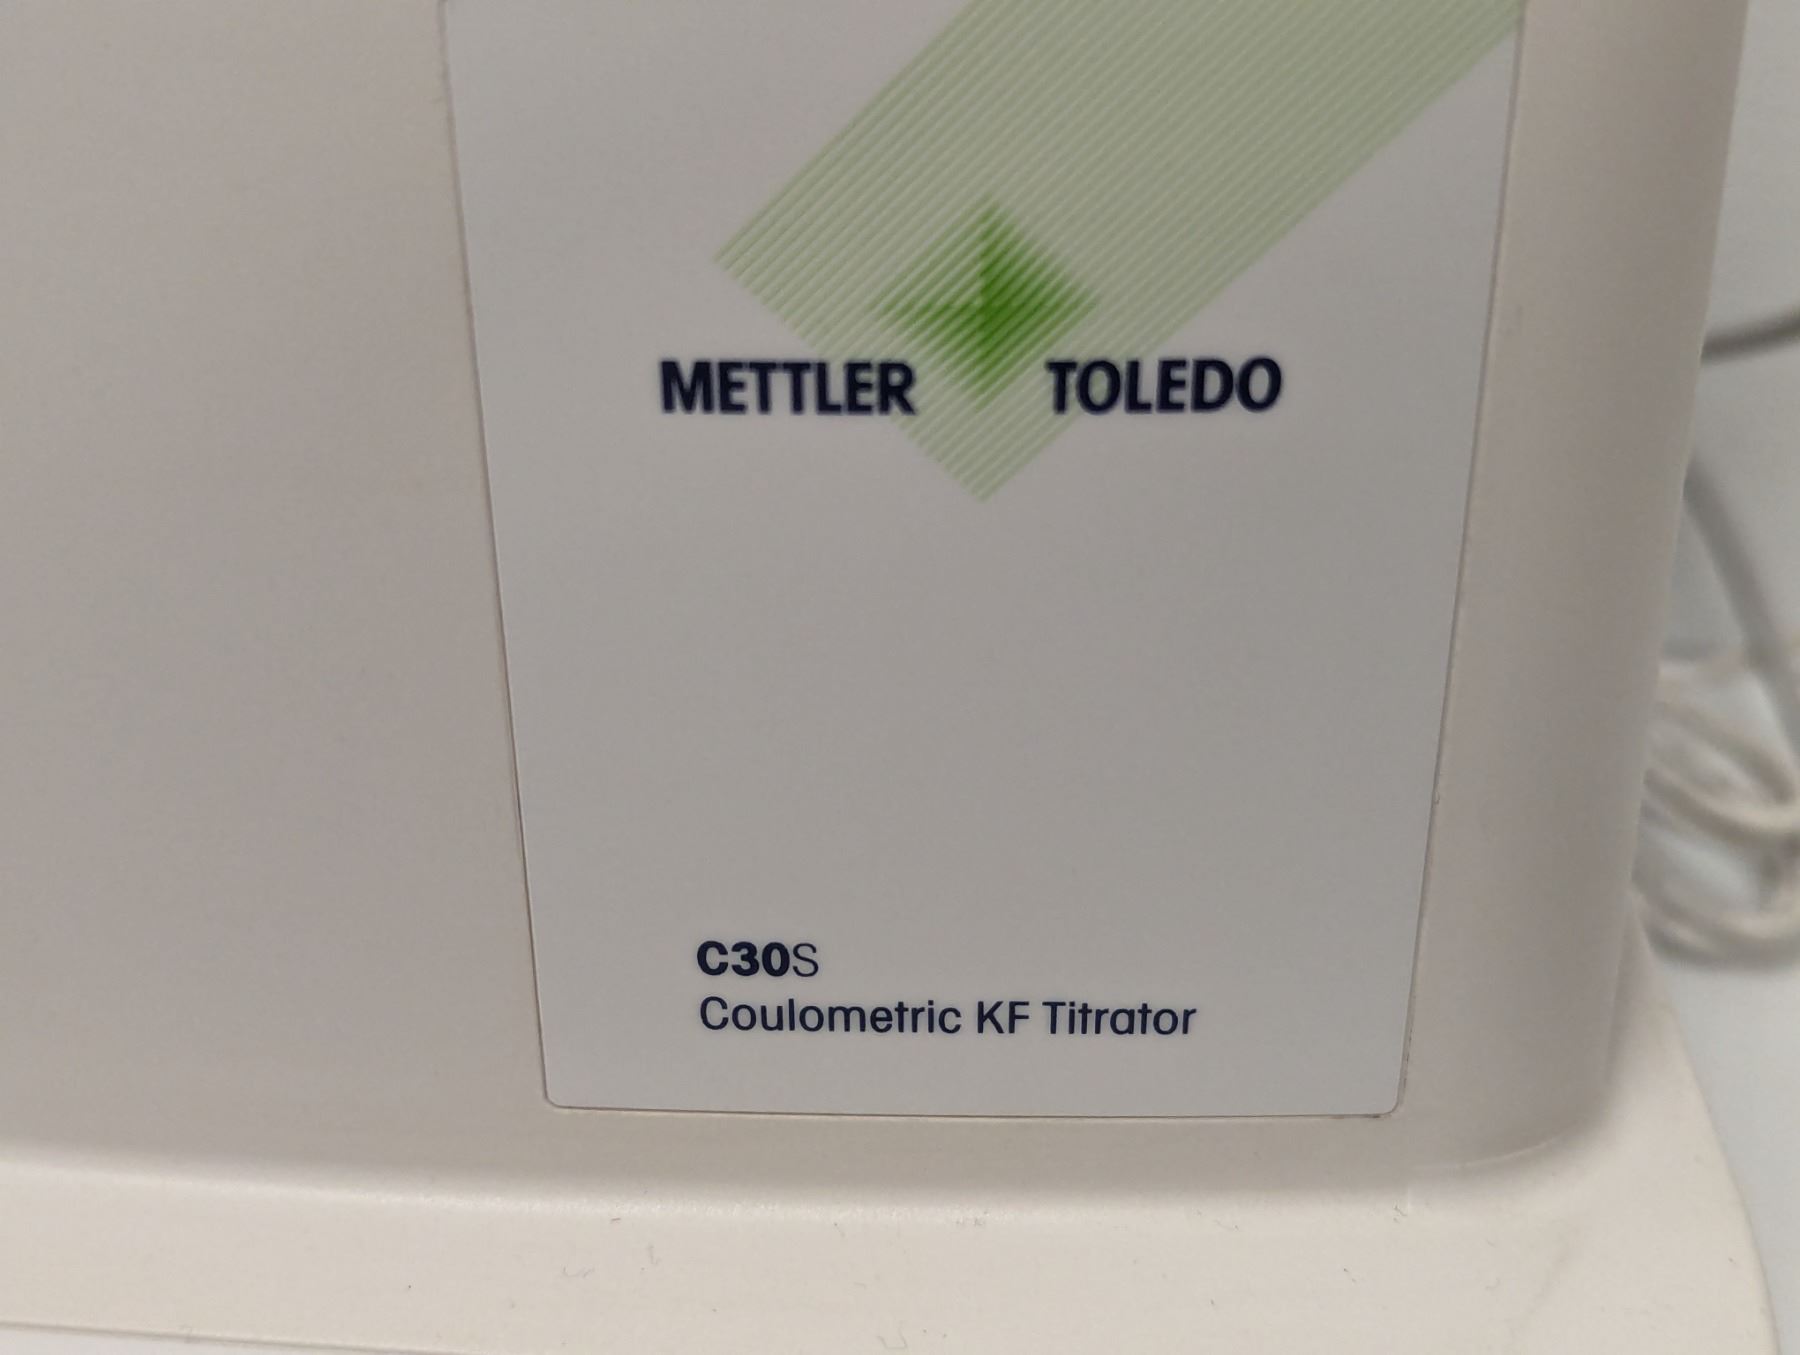 METTLER TOLEDO
C30S
Coulometric KF Titrator